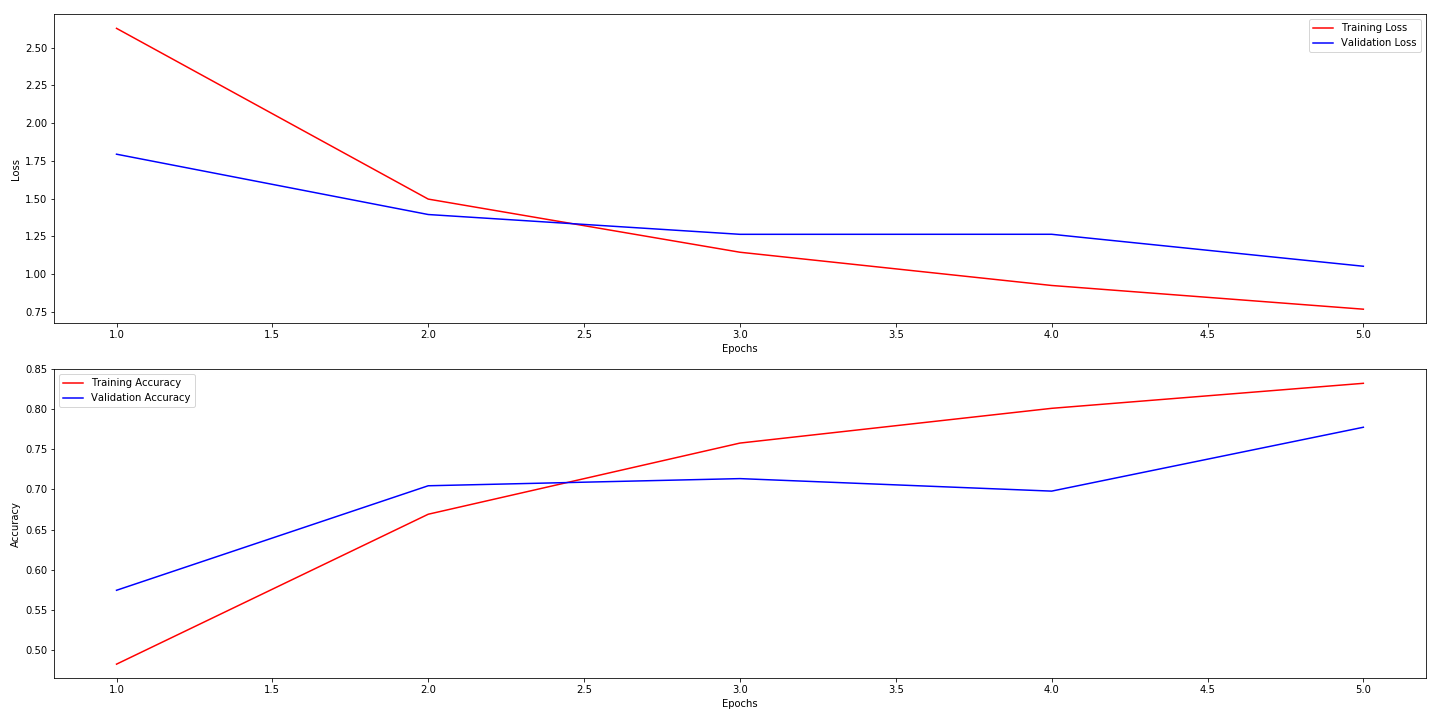 2.50
2.25
2.00
1.75
1.50
1.25
1.00
0.75
Loss
Training Loss
Validation Loss
1.0 1.5 2.0 2.5 3.0 3.5 4.0 4.5 5.0
Epochs
0.85
0.80
0.75
0.70
0.65
0.60
0.55
0.50
Accuracy
Training Accuracy
Validation Accuracy
1.0 1.5 2.0 2.5 3.0 3.5 4.0 4.5 5.0
Epochs